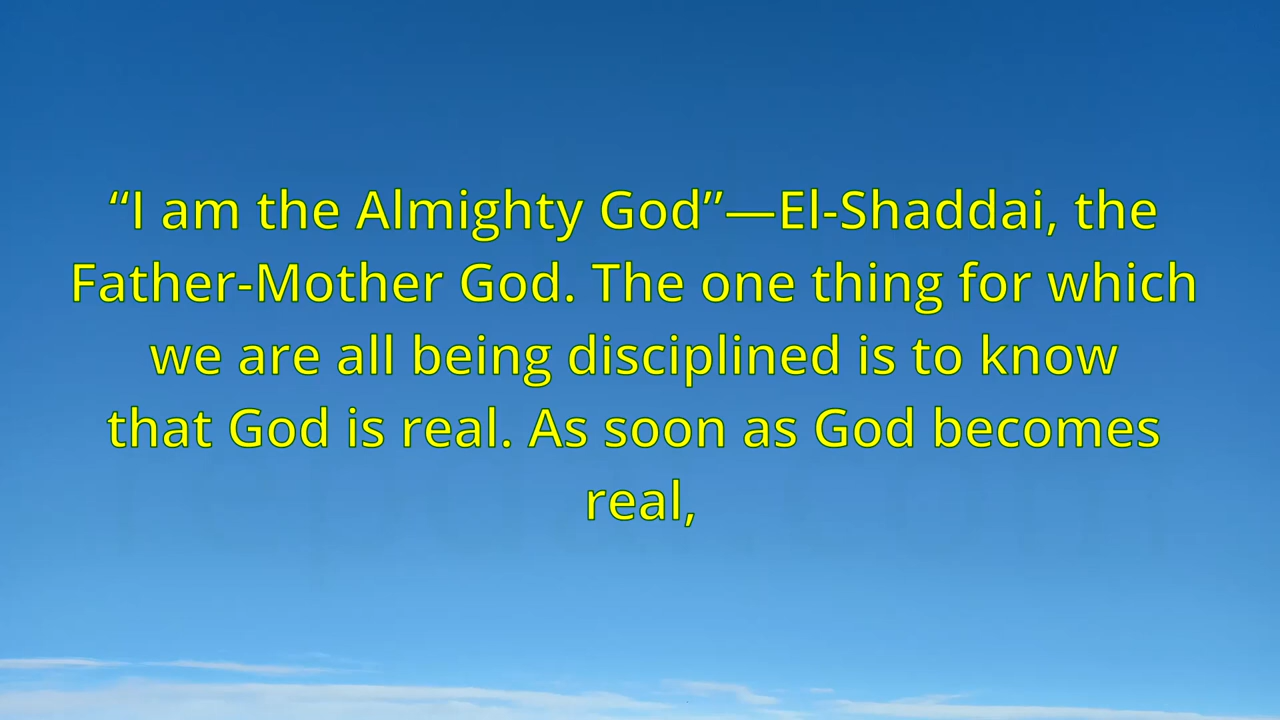 “I am the Almighty God”—El-Shaddai, the
Father-Mother God. The one thing for which
we are all being disciplined is to know
that God is real. As soon as God becomes
real,